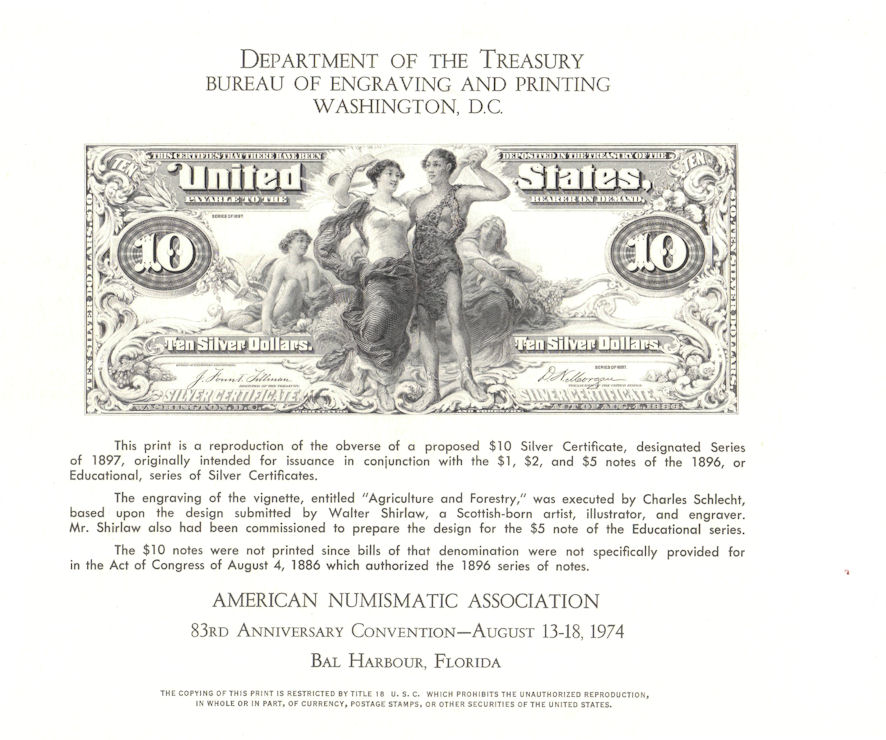 DEPARTMENT OF THE TREASURY
BUREAU OF ENGRAVING AND PRINTING
WASHINGTON, D.C.
THIS CERTIFIES THAT THERE HAVE BEEN
DEPOSITED IN THE TREASURY OF THE
TEN
TEN
United States,
PAYABLE TO THE
BEARER ON DEMAND.
SERIES OF 1897
10
10
Ten Silver Dollars.
Ten Silver Dollars.
SERIES OF 1897
J. Fount Tillman
D. N. Morgan
REGISTER OF THE TREASURY
SILVER CERTIFICATE,
SILVER CERTIFICATE,
WASHINGTON, D.C.
This print is a reproduction of the obverse of a proposed $10 Silver Certificate, designated Series
of 1897, originally intended for issuance in conjunction with the $1, $2, and $5 notes of the 1896, or
Educational, series of Silver Certificates.
The engraving of the vignette, entitled "Agriculture and Forestry," was executed by Charles Schlecht,
based upon the design submitted by Walter Shirlaw, a Scottish-born artist, illustrator, and engraver.
Mr. Shirlaw also had been commissioned to prepare the design for the $5 note of the Educational series.
The $10 notes were not printed since bills of that denomination were not specifically provided for
in the Act of Congress of August 4, 1886 which authorized the 1896 series of notes.
AMERICAN NUMISMATIC ASSOCIATION
83RD ANNIVERSARY CONVENTION—AUGUST 13-18, 1974
BAL HARBOUR, FLORIDA
THE COPYING OF THIS PRINT IS RESTRICTED BY TITLE 18 U. S. C. WHICH PROHIBITS THE UNAUTHORIZED REPRODUCTION,
IN WHOLE OR IN PART, OF CURRENCY, POSTAGE STAMPS, OR OTHER SECURITIES OF THE UNITED STATES.